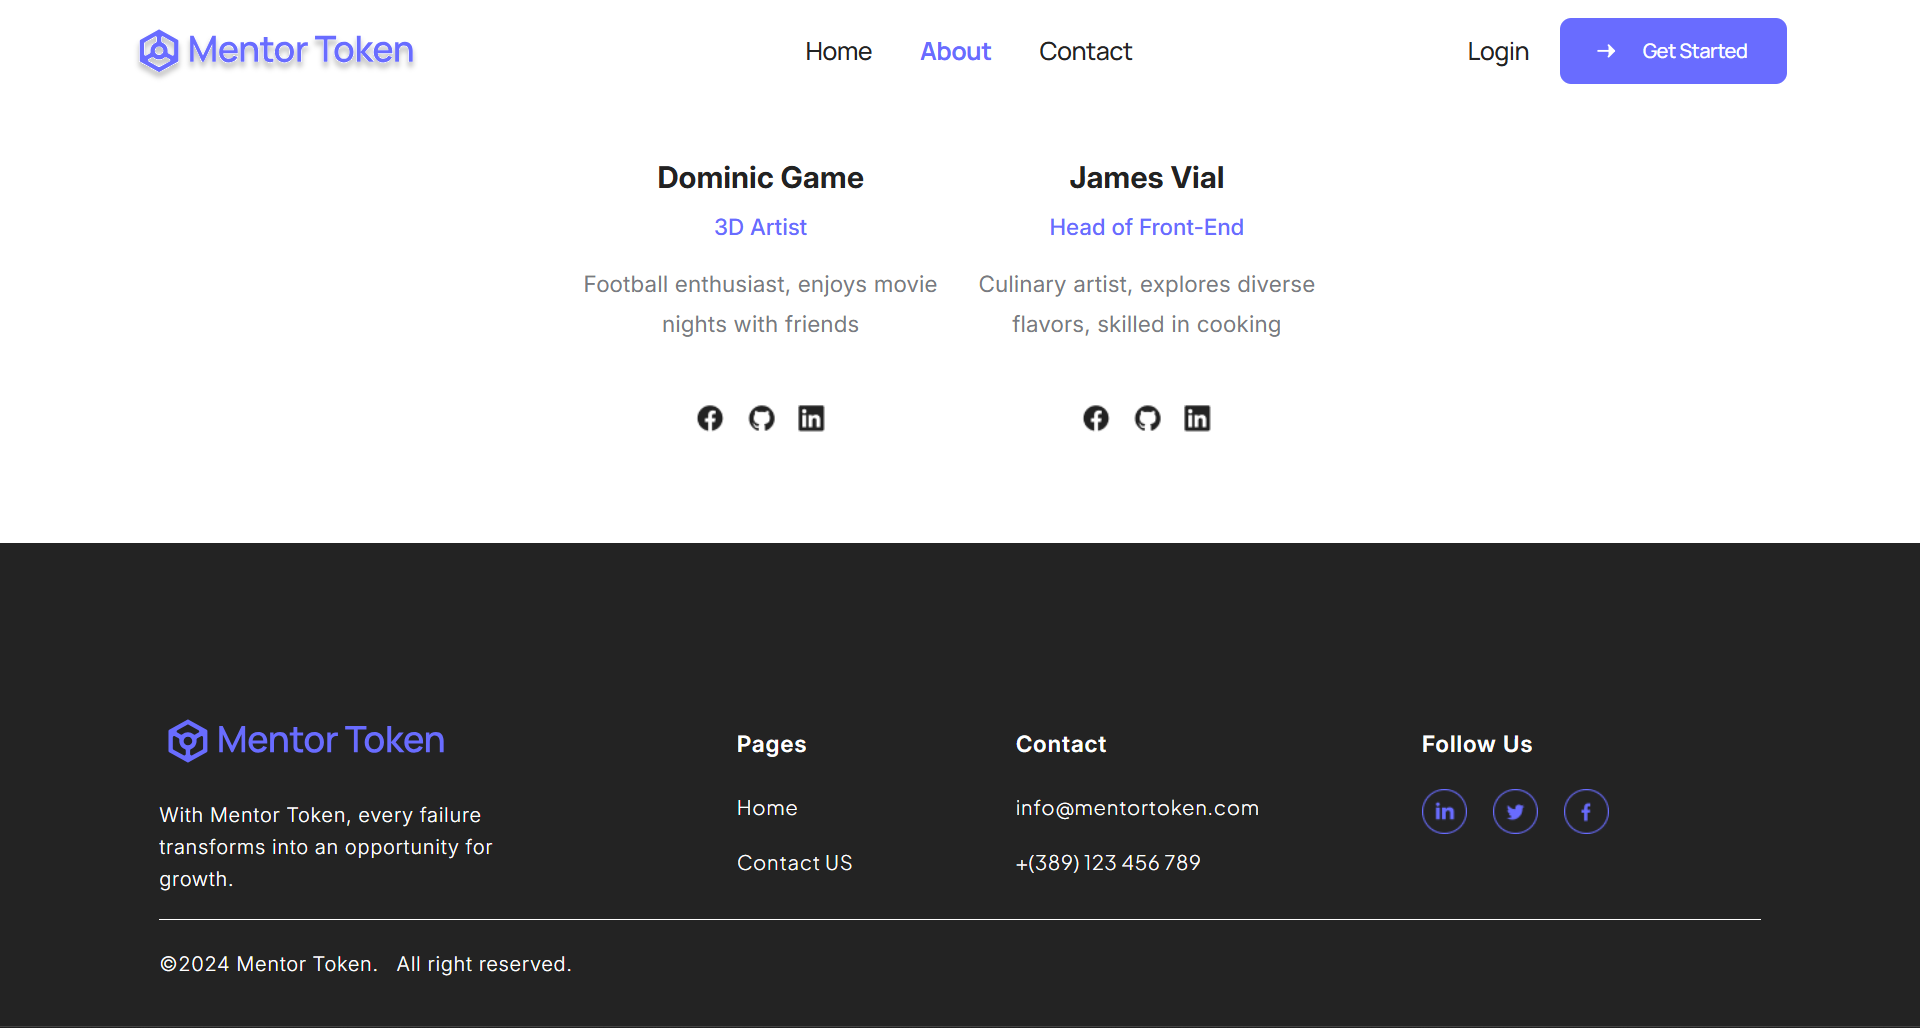 Mentor Token
Home
About
Contact
Login
Get Started
Dominic Game
3D Artist
Football enthusiast, enjoys movie
nights with friends
James Vial
Head of Front-End
Culinary artist, explores diverse
flavors, skilled in cooking
Mentor Token
With Mentor Token, every failure
transforms into an opportunity for
growth.
Pages
Home
Contact US
Contact
info@mentortoken.com
+(389) 123 456 789
Follow Us
©2024 Mentor Token. All right reserved.